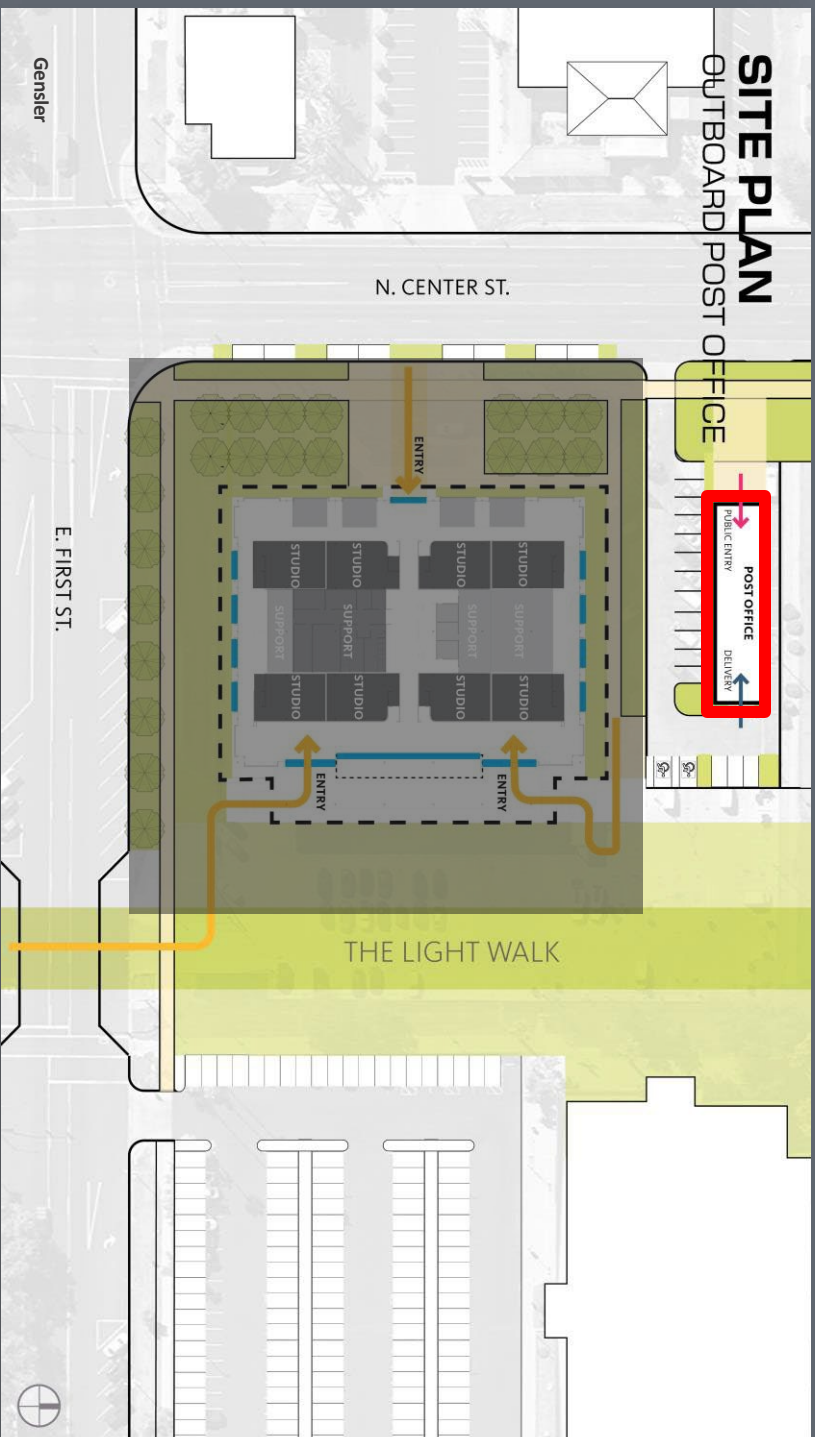 SITE PLAN
OUTBOARD POST OFFICE
Gensler
N. CENTER ST.
ENTRY
PUBLIC ENTRY
POST OFFICE
DELIVERY
E. FIRST ST.
STUDIO
STUDIO
STUDIO
STUDIO
SUPPORT
SUPPORT
SUPPORT
SUPPORT
STUDIO
STUDIO
STUDIO
STUDIO
ENTRY
ENTRY
THE LIGHT WALK